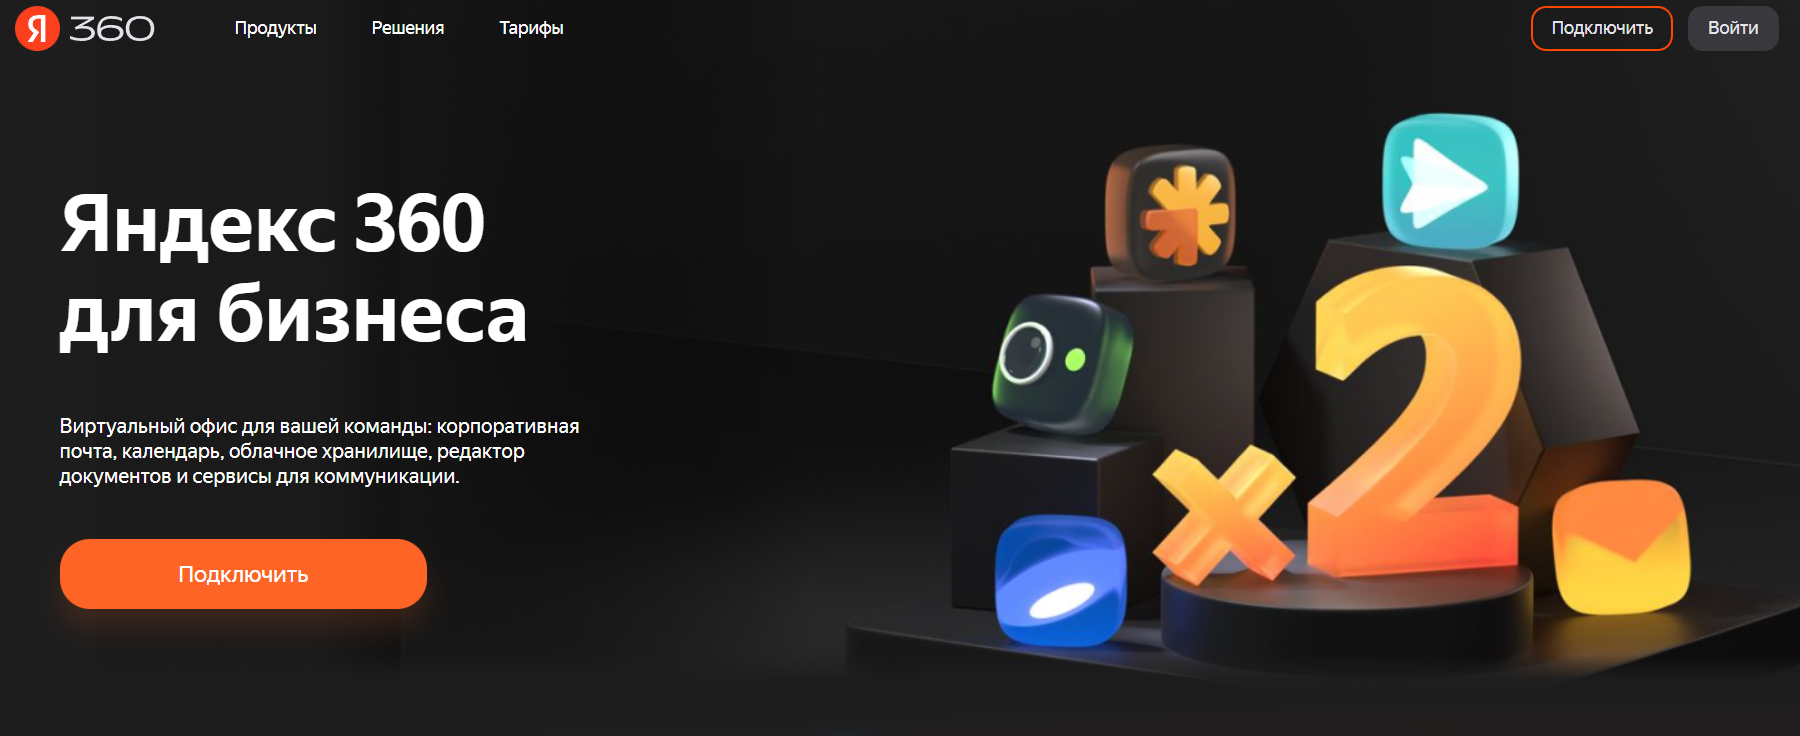 Я 360
Продукты
Решения
Тарифы
Подключить
Войти
Яндекс 360
для бизнеса
Виртуальный офис для вашей команды: корпоративная
почта, календарь, облачное хранилище, редактор
документов и сервисы для коммуникации.
Подключить
x2